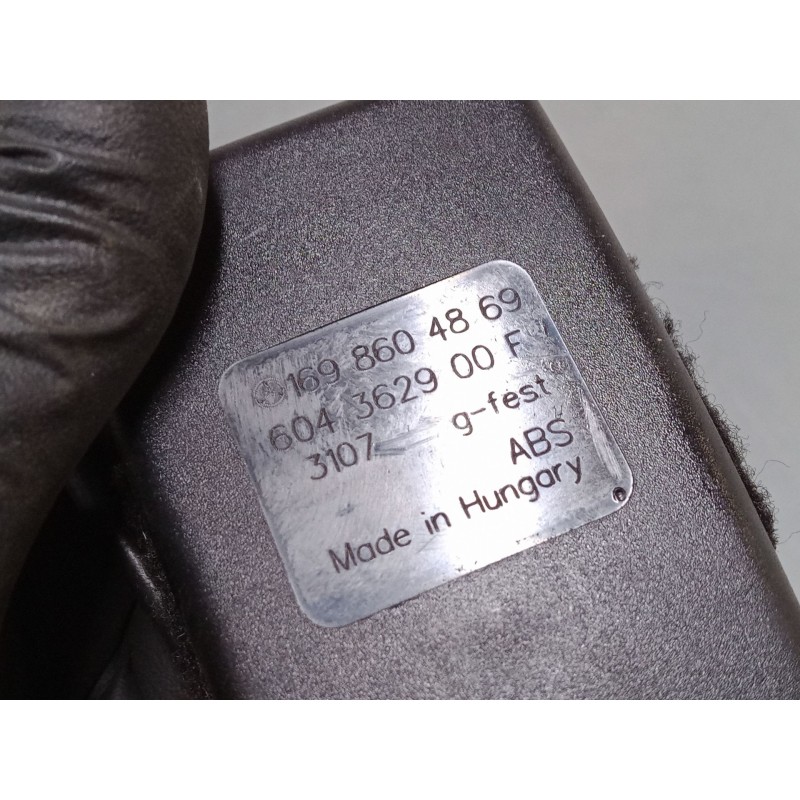 169 860 48 69
604 3629 00 F
3107 g-fest
ABS
Made in Hungary